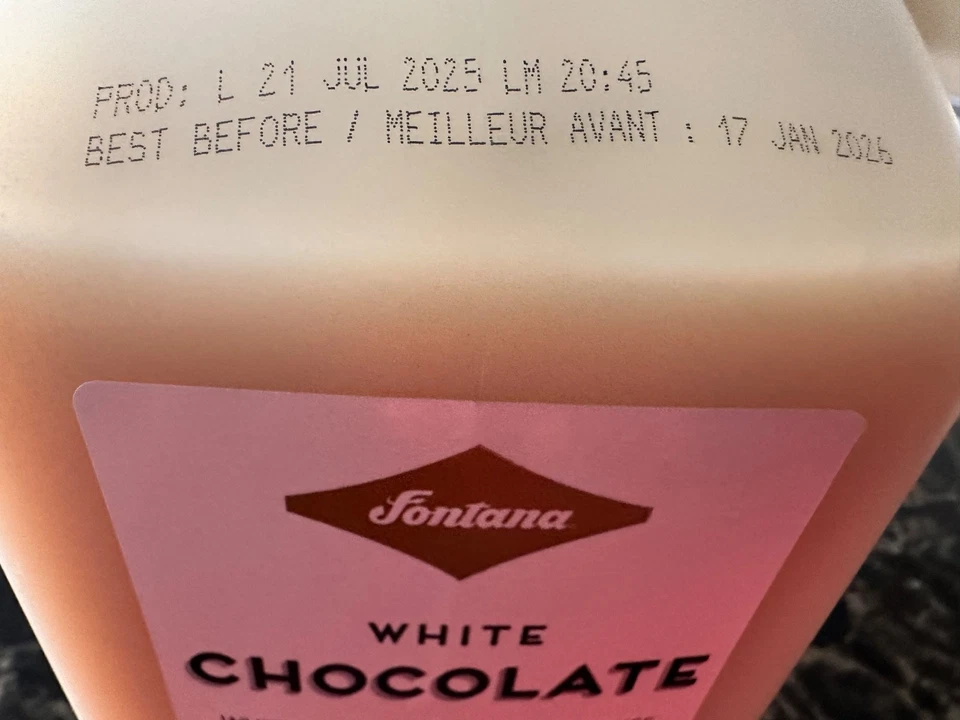 PROD: L 21 JUL 2025 LM 20:45
BEST BEFORE / MEILLEUR AVANT : 17 JAN 2026
Fontana
WHITE
CHOCOLATE